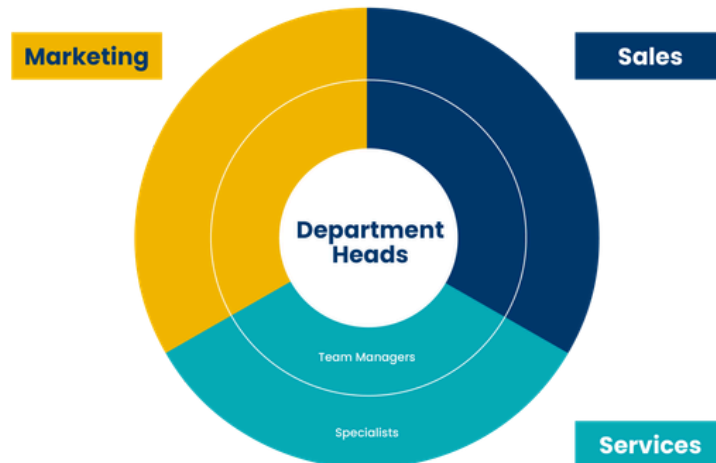 Marketing
Sales
Department
Heads
Team Managers
Specialists
Services